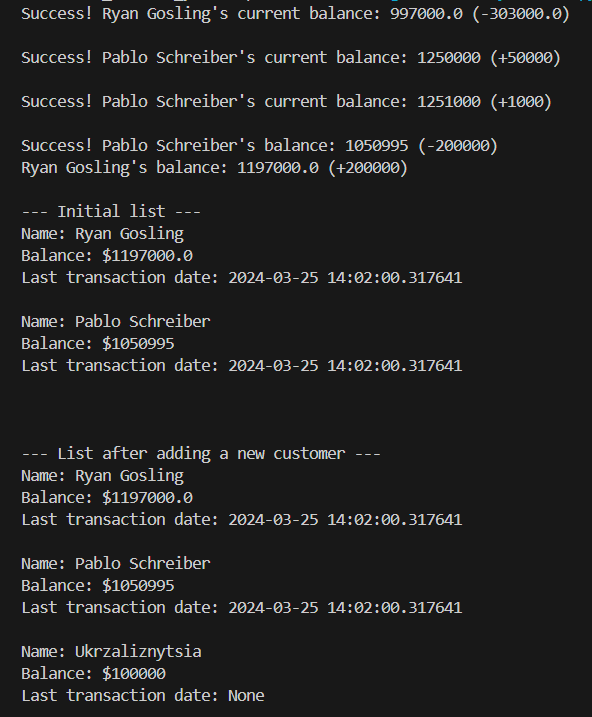 Success! Ryan Gosling's current balance: 997000.0 (-303000.0)
Success! Pablo Schreiber's current balance: 1250000 (+50000)
Success! Pablo Schreiber's current balance: 1251000 (+1000)
Success! Pablo Schreiber's balance: 1050995 (-200000)
Ryan Gosling's balance: 1197000.0 (+200000)
--- Initial list ---
Name: Ryan Gosling
Balance: $1197000.0
Last transaction date: 2024-03-25 14:02:00.317641
Name: Pablo Schreiber
Balance: $1050995
Last transaction date: 2024-03-25 14:02:00.317641
--- List after adding a new customer ---
Name: Ryan Gosling
Balance: $1197000.0
Last transaction date: 2024-03-25 14:02:00.317641
Name: Pablo Schreiber
Balance: $1050995
Last transaction date: 2024-03-25 14:02:00.317641
Name: Ukrzaliznytsia
Balance: $100000
Last transaction date: None